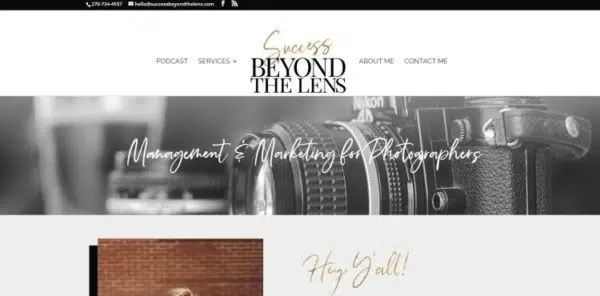 270-734-4557 hello@successbeyondthelens.com
PODCAST SERVICES ABOUT ME CONTACT ME
Success
BEYOND
THE LENS
Nikon
Management & Marketing for Photographers
Hey Y'all!